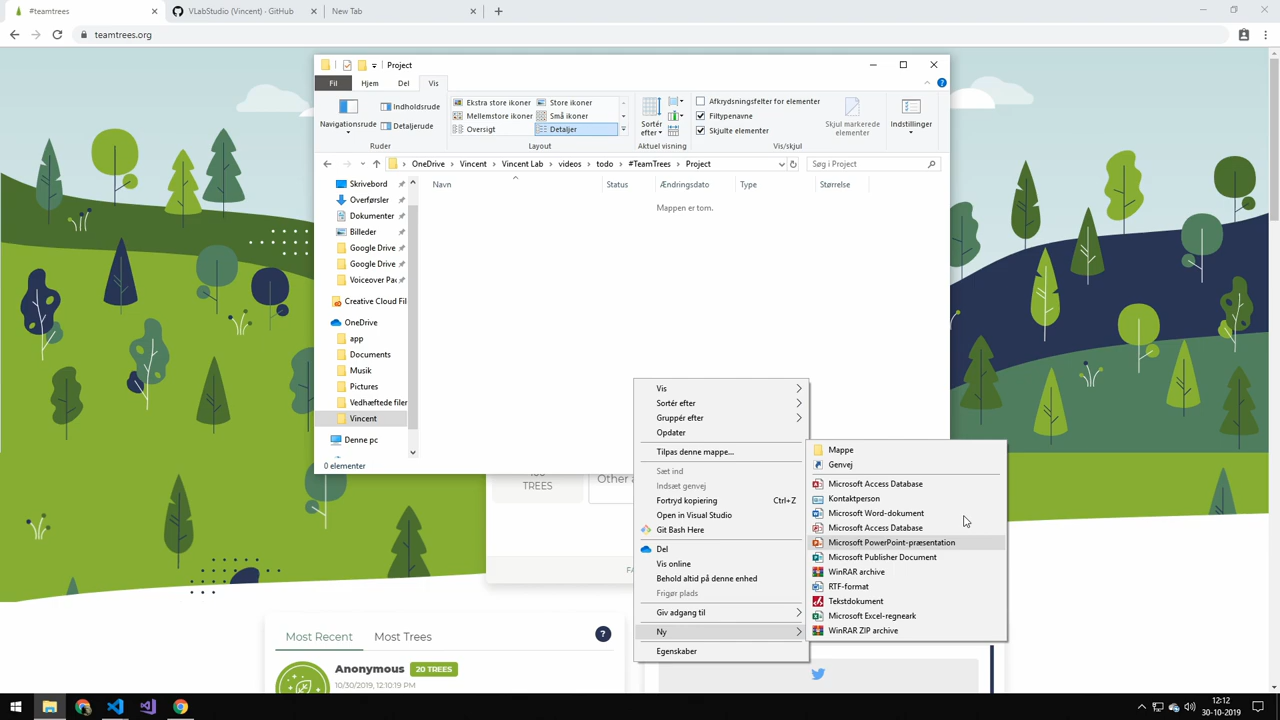 #teamtrees
VLabStudio (Vincent) · GitHub
New Tab
teamtrees.org
Project
Fil
Hjem
Del
Vis
Navigationsrude
Indholdsrude
Detaljerude
Ruder
Ekstra store ikoner
Store ikoner
Mellemstore ikoner
Små ikoner
Oversigt
Detaljer
Layout
Sortér
efter
Aktuel visning
Afkrydsningsfelter for elementer
Filtypenavne
Skjulte elementer
Skjul markerede
elementer
Vis/skjul
Indstillinger
OneDrive
Vincent
Vincent Lab
videos
todo
#TeamTrees
Project
Søg i Project
Skrivebord
Overførsler
Dokumenter
Billeder
Google Drive
Google Drive
Voiceover Pac
Creative Cloud Fil
OneDrive
app
Documents
Musik
Pictures
Vedhæftede filer
Vincent
Denne pc
Navn
Status
Ændringsdato
Type
Størrelse
Mappen er tom.
0 elementer
Vis
Sortér efter
Gruppér efter
Opdater
Tilpas denne mappe...
Sæt ind
Indsæt genvej
Fortryd kopiering Ctrl+Z
Open in Visual Studio
Git Bash Here
Del
Vis online
Behold altid på denne enhed
Frigør plads
Giv adgang til
Ny
Egenskaber
Mappe
Genvej
Microsoft Access Database
Kontaktperson
Microsoft Word-dokument
Microsoft Access Database
Microsoft PowerPoint-præsentation
Microsoft Publisher Document
WinRAR archive
RTF-format
Tekstdokument
Microsoft Excel-regneark
WinRAR ZIP archive
TREES
Other a
Most Recent
Most Trees
?
Anonymous
20 TREES
10/30/2019, 12:10:19 PM
12:12
30-10-2019